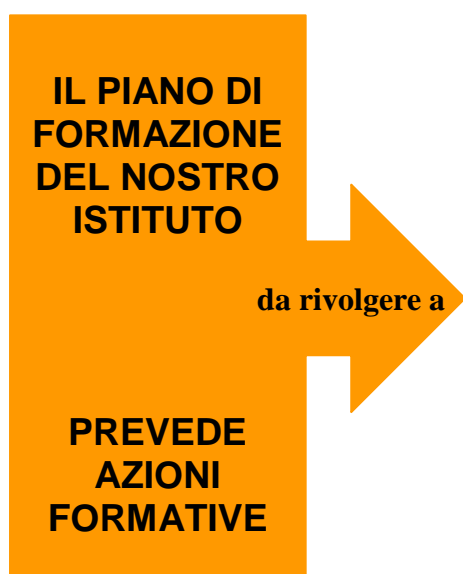 IL PIANO DI
FORMAZIONE
DEL NOSTRO
ISTITUTO
da rivolgere a
PREVEDE
AZIONI
FORMATIVE